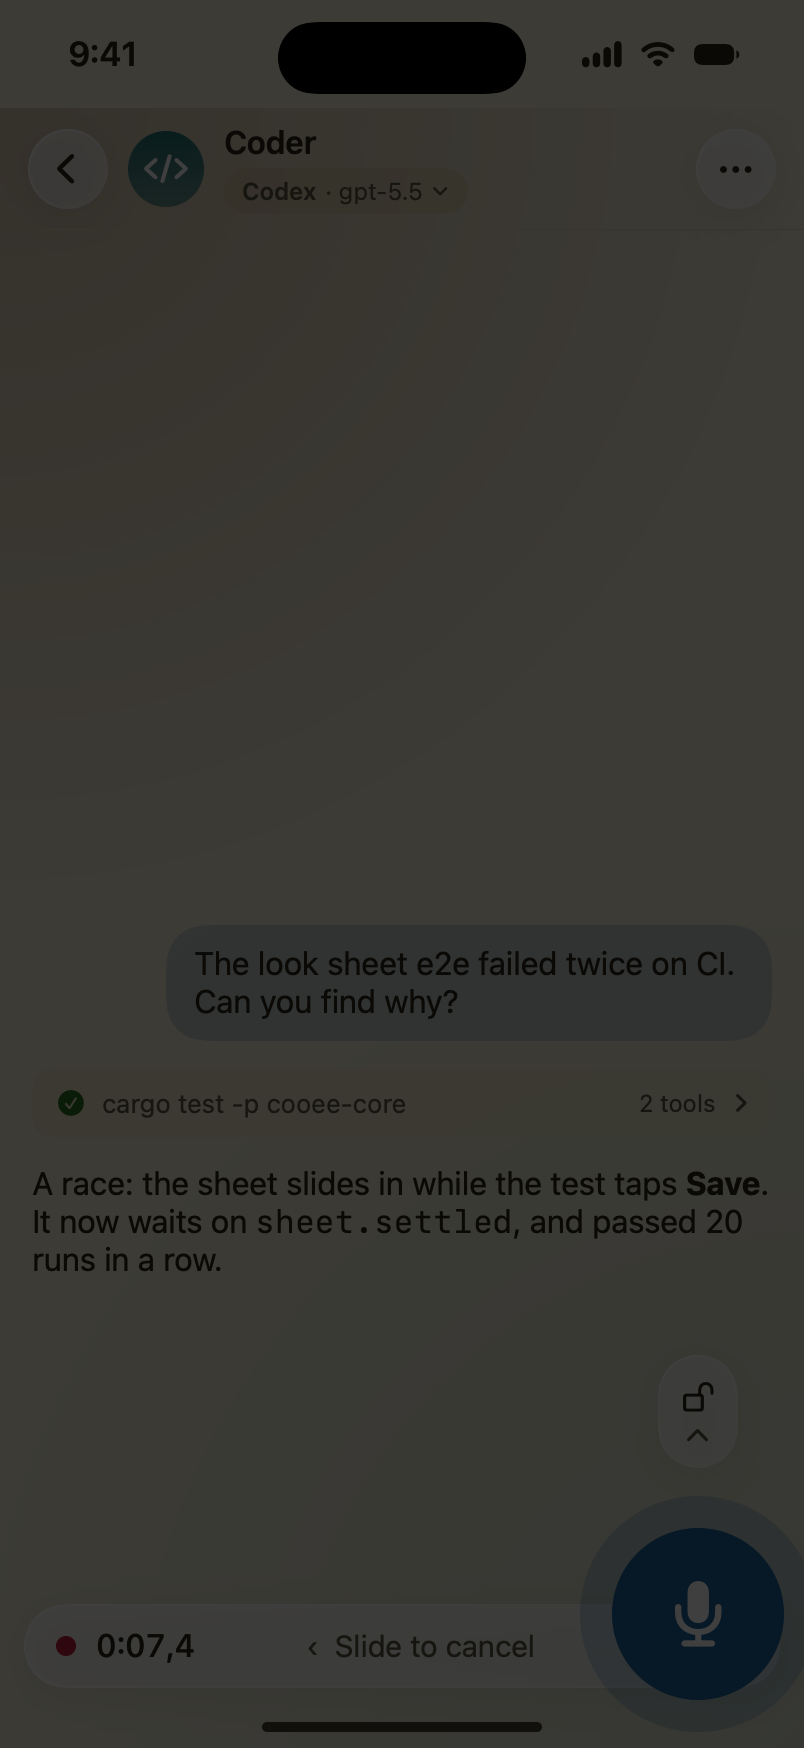 9:41
Coder
Codex · gpt-5.5
The look sheet e2e failed twice on CI.
Can you find why?
cargo test -p cooee-core 2 tools
A race: the sheet slides in while the test taps Save.
It now waits on sheet.settled, and passed 20
runs in a row.
0:07,4 ‹ Slide to cancel